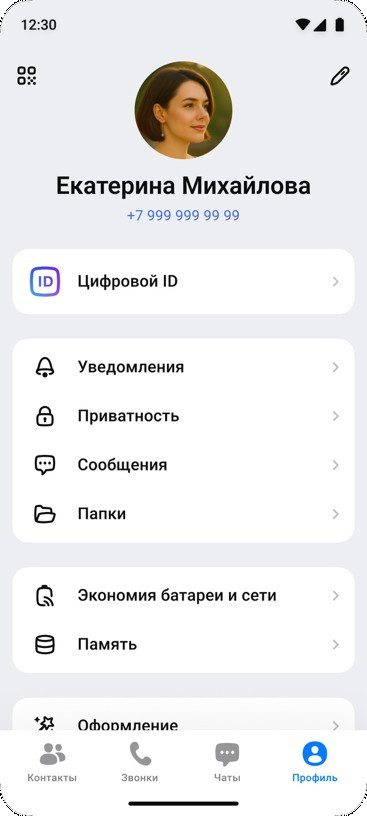 12:30
Екатерина Михайлова
+7 999 999 99 99
ID Цифровой ID
Уведомления
Приватность
Сообщения
Папки
Экономия батареи и сети
Память
Оформление
Контакты Звонки Чаты Профиль